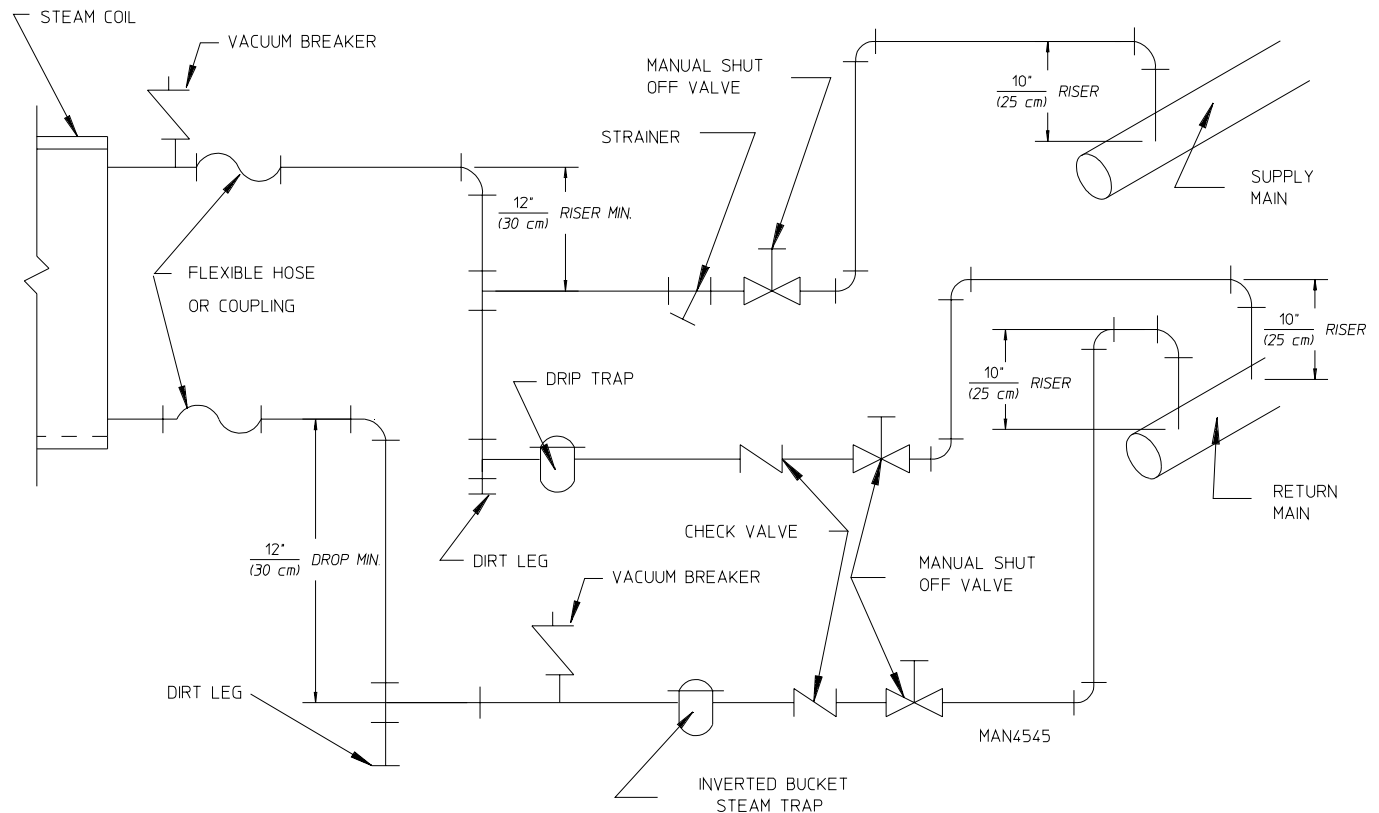 STEAM COIL
VACUUM BREAKER
MANUAL SHUT
OFF VALVE
10"
(25 cm) RISER
STRAINER
SUPPLY
MAIN
12"
(30 cm) RISER MIN.
FLEXIBLE HOSE
OR COUPLING
10"
(25 cm) RISER
10"
(25 cm) RISER
DRIP TRAP
RETURN
MAIN
CHECK VALVE
12"
(30 cm) DROP MIN.
DIRT LEG
MANUAL SHUT
OFF VALVE
VACUUM BREAKER
DIRT LEG
MAN4545
INVERTED BUCKET
STEAM TRAP